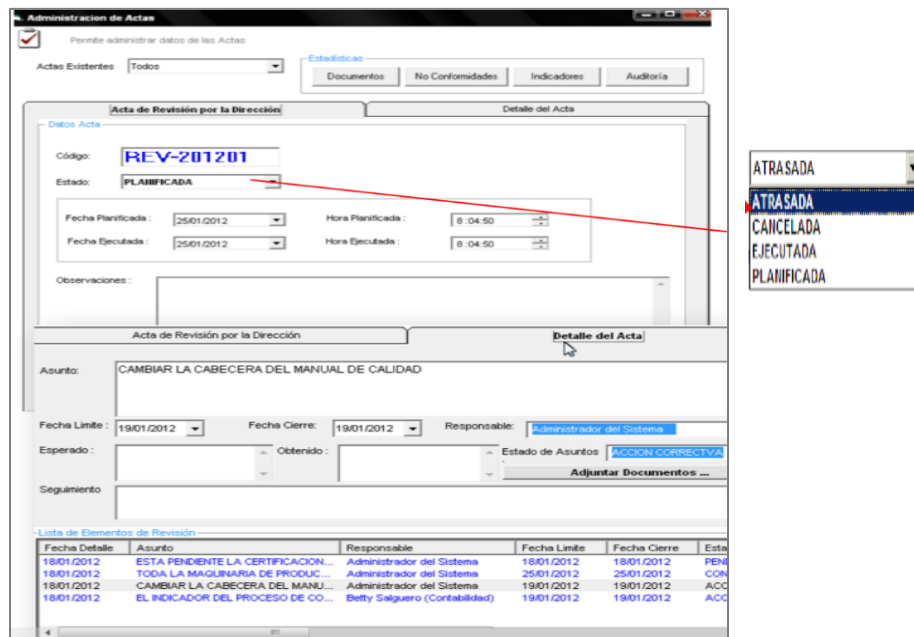 Administracion de Actas
Permite administrar datos de las Actas
Actas Existentes Todos
Estadísticas
Documentos No Conformidades Indicadores Auditoría
Acta de Revisión por la Dirección Detalle del Acta
Datos Acta
Código: REV-201201
Estado: PLANIFICADA
Fecha Planificada : 25/01/2012 Hora Planificada : 8 :04:50
Fecha Ejecutada : 25/01/2012 Hora Ejecutada : 8 :04:50
Observaciones :
ATRASADA
ATRASADA
CANCELADA
EJECUTADA
PLANIFICADA
Acta de Revisión por la Dirección Detalle del Acta
Asunto: CAMBIAR LA CABECERA DEL MANUAL DE CALIDAD
Fecha Limite : 19/01/2012 Fecha Cierre: 19/01/2012 Responsable: Administrador del Sistema
Esperado : Obtenido : Estado de Asuntos ACCION CORRECTVA
Adjuntar Documentos ...
Seguimiento
Lista de Elementos de Revisión
Fecha Detalle Asunto Responsable Fecha Limite Fecha Cierre Esta
18/01/2012 ESTA PENDIENTE LA CERTIFICACION... Administrador del Sistema 18/01/2012 18/01/2012 PEN
18/01/2012 TODA LA MAQUINARIA DE PRODUC... Administrador del Sistema 25/01/2012 25/01/2012 CON
18/01/2012 CAMBIAR LA CABECERA DEL MANU... Administrador del Sistema 19/01/2012 19/01/2012 ACC
18/01/2012 EL INDICADOR DEL PROCESO DE CO... Betty Salguero (Contabilidad) 19/01/2012 19/01/2012 ACC